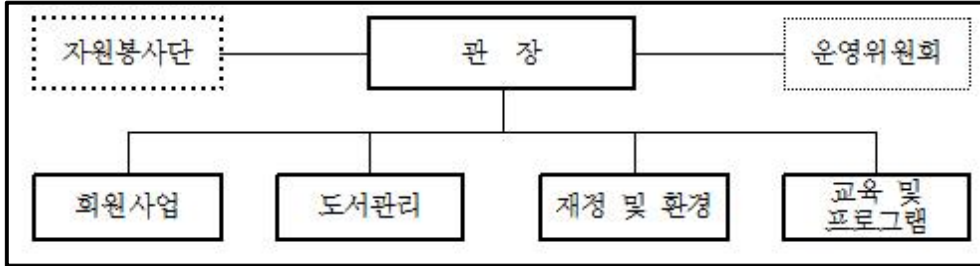 자원봉사단
관 장
운영위원회
회원사업
도서관리
재정 및 환경
교육 및
프로그램